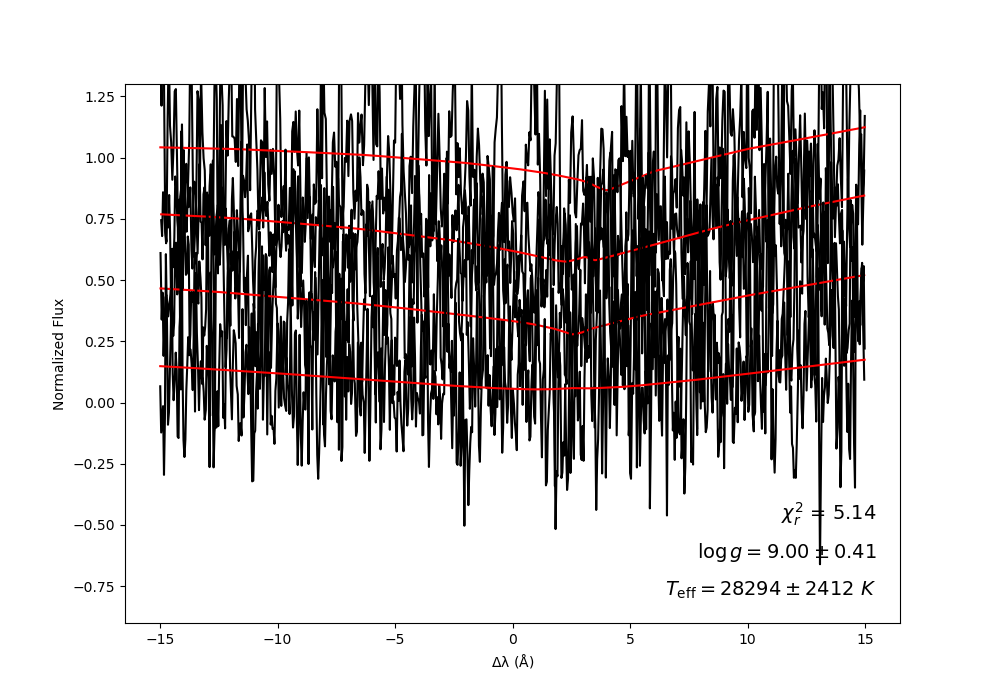 Normalized Flux
1.25
1.00
0.75
0.50
0.25
0.00
−0.25
−0.50
−0.75
χ²ᵣ = 5.14
log g = 9.00 ± 0.41
T_eff = 28294 ± 2412 K
−15 −10 −5 0 5 10 15
Δλ (Å)